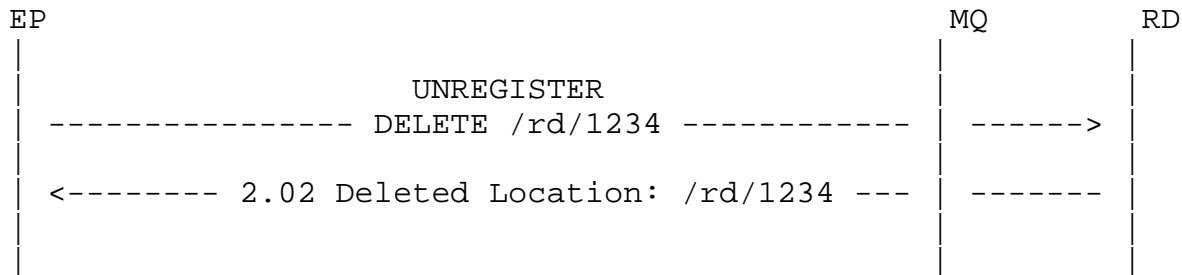 EP MQ RD
UNREGISTER
---------------- DELETE /rd/1234 ------------ | ------>
<-------- 2.02 Deleted Location: /rd/1234 --- | -------